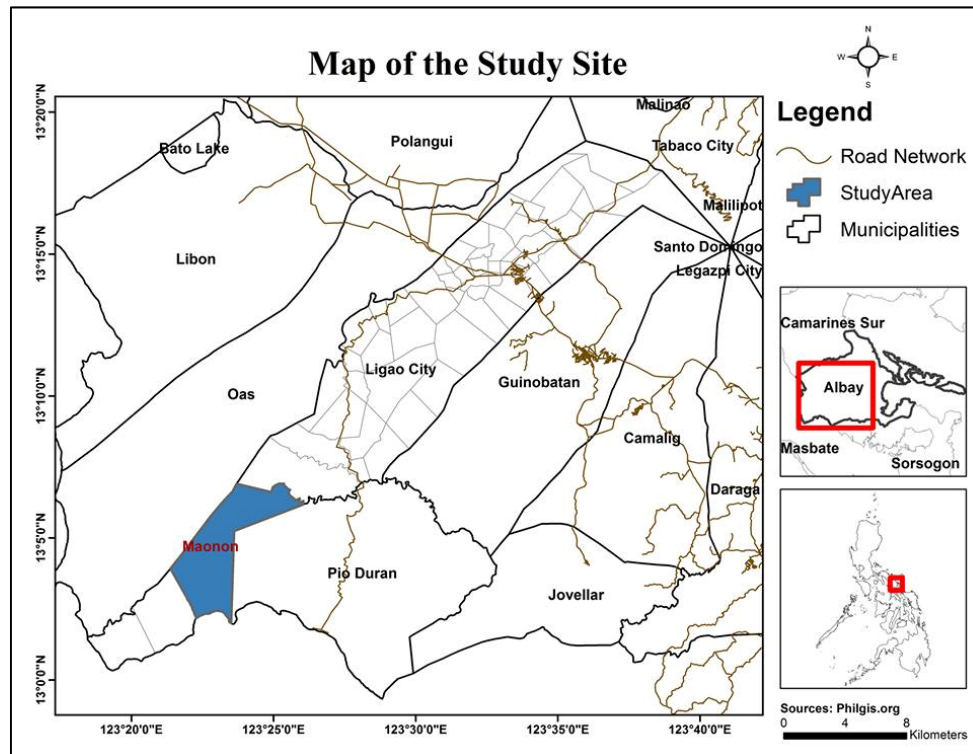 Map of the Study Site
N
W E
S
Legend
Road Network
StudyArea
Municipalities
13°20'0"N
13°15'0"N
13°10'0"N
13°5'0"N
13°0'0"N
Malinao
Polangui
Tabaco City
Bato Lake
Malilipot
Santo Domingo
Libon
Legazpi City
Ligao City
Guinobatan
Oas
Camalig
Daraga
Maonon
Pio Duran
Jovellar
123°20'0"E
123°25'0"E
123°30'0"E
123°35'0"E
123°40'0"E
Camarines Sur
Albay
Masbate
Sorsogon
Sources: Philgis.org
0 4 8
Kilometers